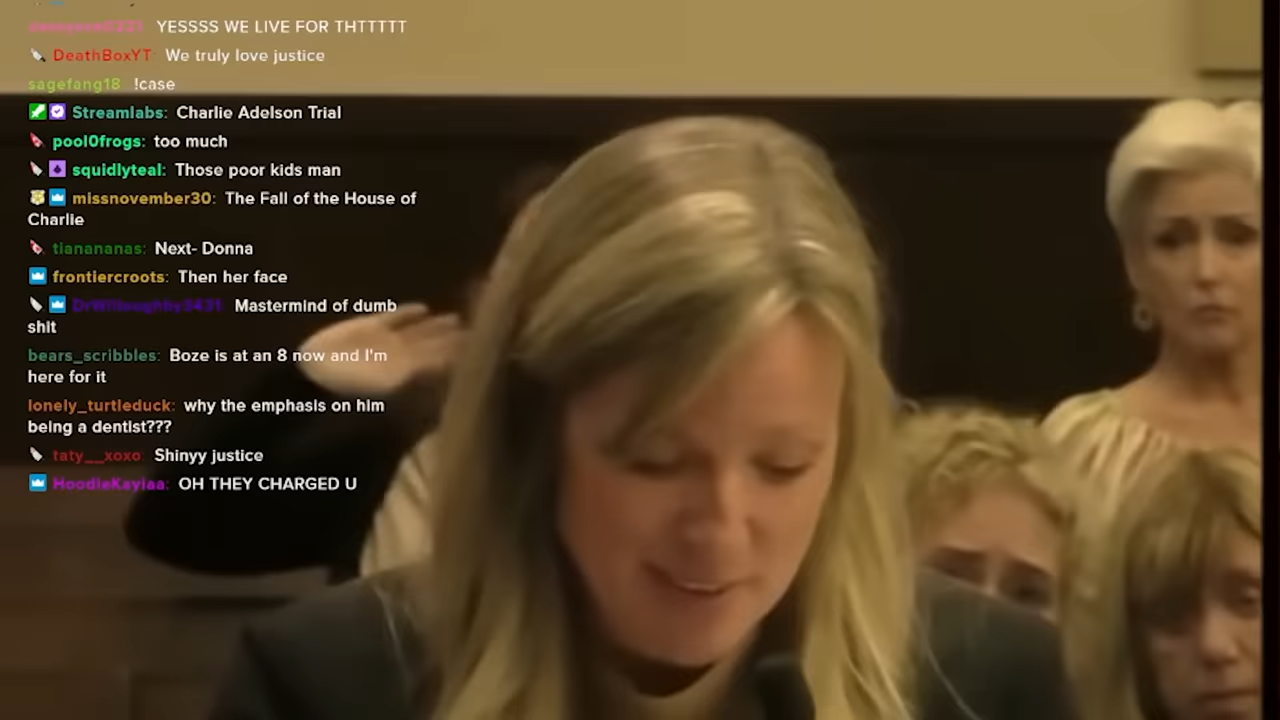 YESSSS WE LIVE FOR THTTTTT
DeathBoxYT We truly love justice
sagefang18 !case
Streamlabs: Charlie Adelson Trial
pool0frogs: too much
squidlyteal: Those poor kids man
missnovember30: The Fall of the House of
Charlie
tianananas: Next- Donna
frontiercroots: Then her face
DrWilloughby3431 Mastermind of dumb
shit
bears_scribbles: Boze is at an 8 now and I'm
here for it
lonely_turtleduck: why the emphasis on him
being a dentist???
taty__xoxo: Shinyy justice
HoodieKayiaa: OH THEY CHARGED U